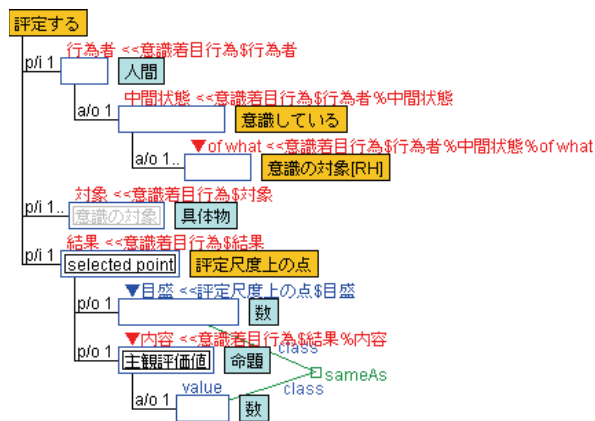 評定する
行為者 <<意識着目行為$行為者
p/i 1 人間
中間状態 <<意識着目行為$行為者%中間状態
a/o 1 意識している
▼of what <<意識着目行為$行為者%中間状態%of what
a/o 1.. 意識の対象[RH]
対象 <<意識着目行為$対象
p/i 1.. 意識の対象 具体物
結果 <<意識着目行為$結果
p/i 1 selected point 評定尺度上の点
▼目盛 <<評定尺度上の点$目盛
p/o 1 数
▼内容 <<意識着目行為$結果%内容
class
p/o 1 主観評価値 命題
sameAs
value
class
a/o 1 数